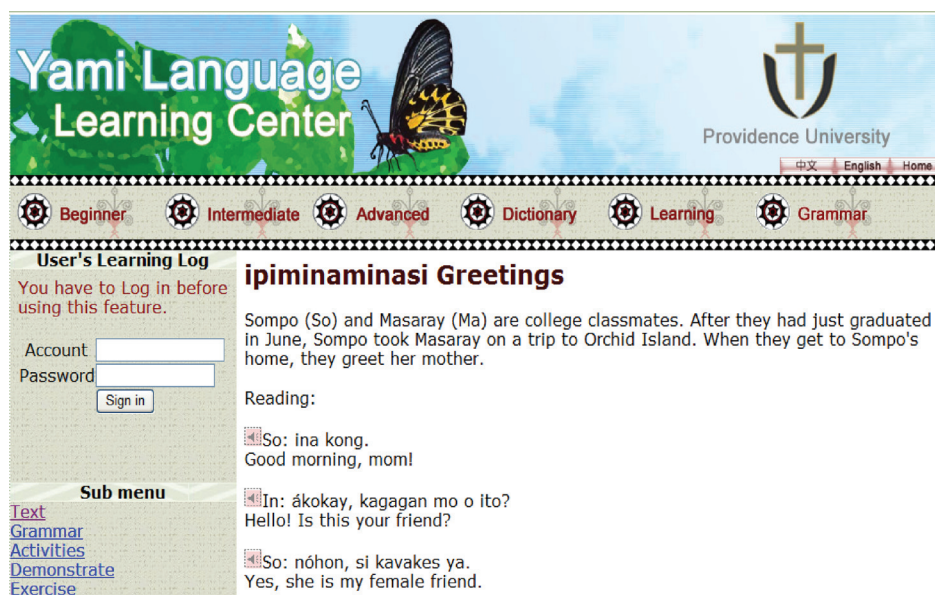 Yami Language
Learning Center
Providence University
中文 English Home
Beginner Intermediate Advanced Dictionary Learning Grammar
User's Learning Log
You have to Log in before
using this feature.
Account
Password
Sign in
Sub menu
Text
Grammar
Activities
Demonstrate
Exercise
ipiminaminasi Greetings
Sompo (So) and Masaray (Ma) are college classmates. After they had just graduated
in June, Sompo took Masaray on a trip to Orchid Island. When they get to Sompo's
home, they greet her mother.
Reading:
So: ina kong.
Good morning, mom!
In: ákokay, kagagan mo o ito?
Hello! Is this your friend?
So: nóhon, si kavakes ya.
Yes, she is my female friend.